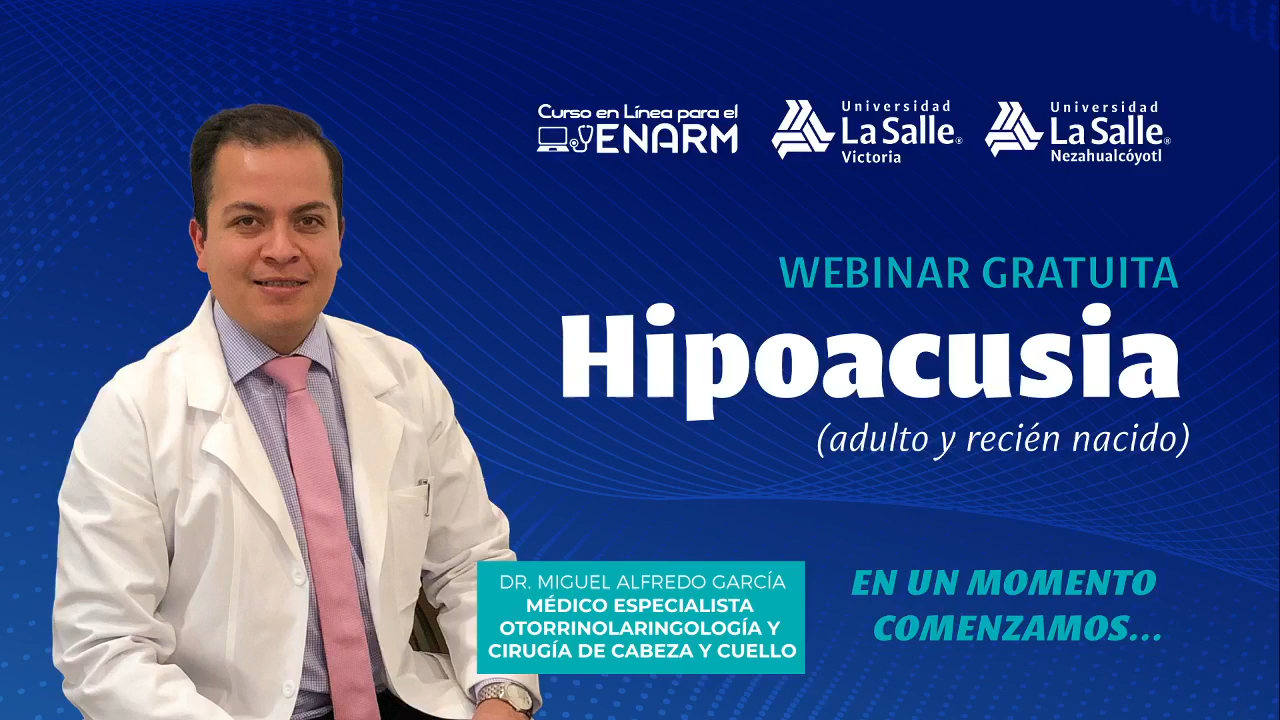 Curso en Línea para el
ENARM
Universidad
La Salle®
Victoria
Universidad
La Salle®
Nezahualcóyotl
WEBINAR GRATUITA
Hipoacusia
(adulto y recién nacido)
DR. MIGUEL ALFREDO GARCÍA
MÉDICO ESPECIALISTA
OTORRINOLARINGOLOGÍA Y
CIRUGÍA DE CABEZA Y CUELLO
EN UN MOMENTO
COMENZAMOS...